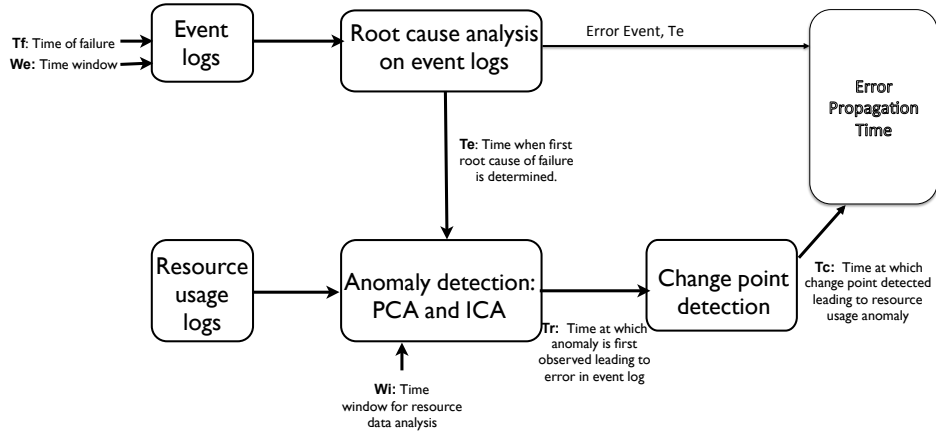 Tf: Time of failure
We: Time window
Event
logs
Root cause analysis
on event logs
Error Event, Te
Error
Propagation
Time
Te: Time when first
root cause of failure
is determined.
Resource
usage
logs
Anomaly detection:
PCA and ICA
Change point
detection
Tc: Time at which
change point detected
leading to resource
usage anomaly
Tr: Time at which
anomaly is first
observed leading to
error in event log
Wi: Time
window for resource
data analysis